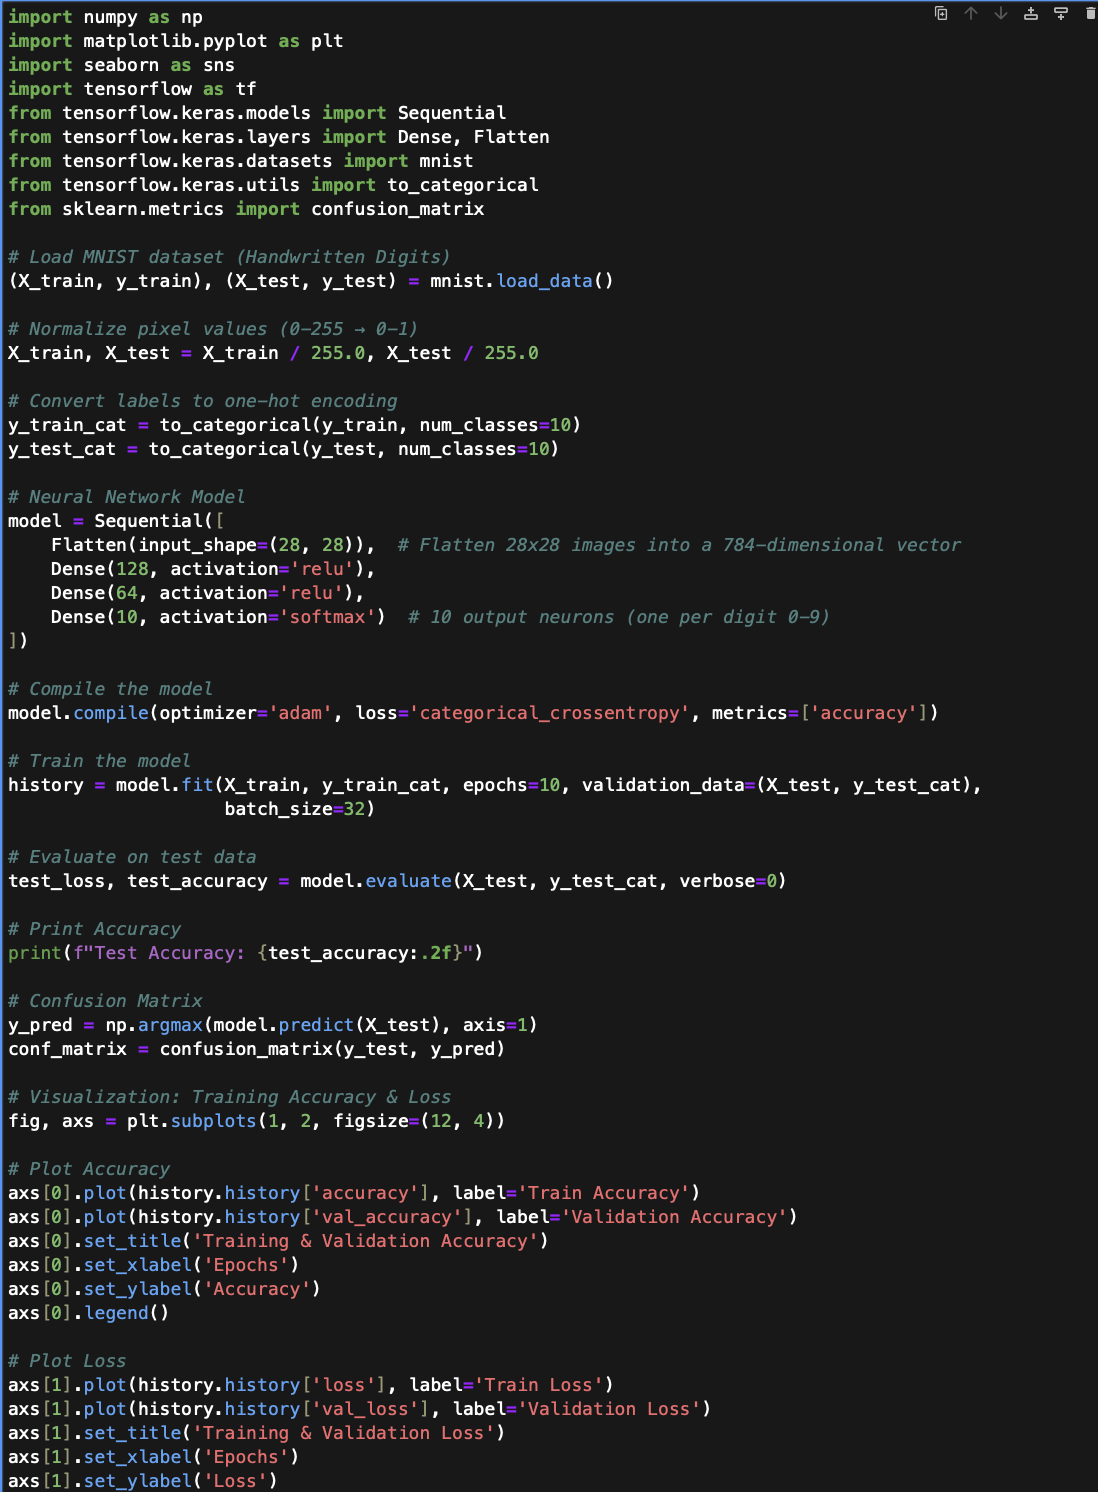 import numpy as np
import matplotlib.pyplot as plt
import seaborn as sns
import tensorflow as tf
from tensorflow.keras.models import Sequential
from tensorflow.keras.layers import Dense, Flatten
from tensorflow.keras.datasets import mnist
from tensorflow.keras.utils import to_categorical
from sklearn.metrics import confusion_matrix

# Load MNIST dataset (Handwritten Digits)
(X_train, y_train), (X_test, y_test) = mnist.load_data()

# Normalize pixel values (0-255 → 0-1)
X_train, X_test = X_train / 255.0, X_test / 255.0

# Convert labels to one-hot encoding
y_train_cat = to_categorical(y_train, num_classes=10)
y_test_cat = to_categorical(y_test, num_classes=10)

# Neural Network Model
model = Sequential([
    Flatten(input_shape=(28, 28)),  # Flatten 28x28 images into a 784-dimensional vector
    Dense(128, activation='relu'),
    Dense(64, activation='relu'),
    Dense(10, activation='softmax')  # 10 output neurons (one per digit 0-9)
])

# Compile the model
model.compile(optimizer='adam', loss='categorical_crossentropy', metrics=['accuracy'])

# Train the model
history = model.fit(X_train, y_train_cat, epochs=10, validation_data=(X_test, y_test_cat),
                    batch_size=32)

# Evaluate on test data
test_loss, test_accuracy = model.evaluate(X_test, y_test_cat, verbose=0)

# Print Accuracy
print(f"Test Accuracy: {test_accuracy:.2f}")

# Confusion Matrix
y_pred = np.argmax(model.predict(X_test), axis=1)
conf_matrix = confusion_matrix(y_test, y_pred)

# Visualization: Training Accuracy & Loss
fig, axs = plt.subplots(1, 2, figsize=(12, 4))

# Plot Accuracy
axs[0].plot(history.history['accuracy'], label='Train Accuracy')
axs[0].plot(history.history['val_accuracy'], label='Validation Accuracy')
axs[0].set_title('Training & Validation Accuracy')
axs[0].set_xlabel('Epochs')
axs[0].set_ylabel('Accuracy')
axs[0].legend()

# Plot Loss
axs[1].plot(history.history['loss'], label='Train Loss')
axs[1].plot(history.history['val_loss'], label='Validation Loss')
axs[1].set_title('Training & Validation Loss')
axs[1].set_xlabel('Epochs')
axs[1].set_ylabel('Loss')